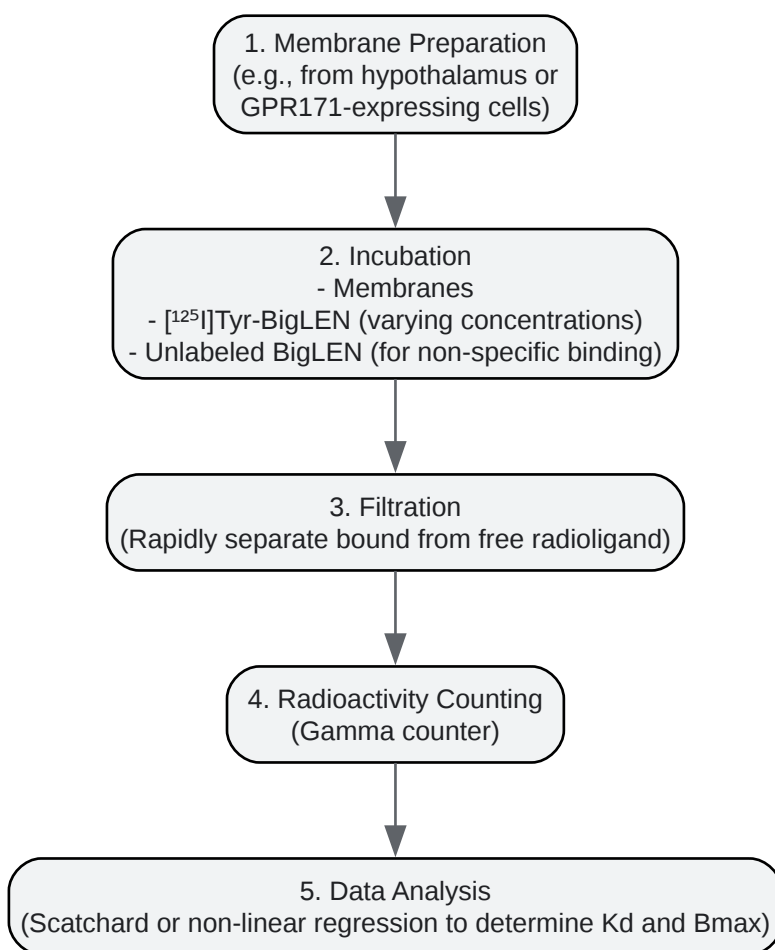 1. Membrane Preparation
(e.g., from hypothalamus or
GPR171-expressing cells)
2. Incubation
- Membranes
- [¹²⁵I]Tyr-BigLEN (varying concentrations)
- Unlabeled BigLEN (for non-specific binding)
3. Filtration
(Rapidly separate bound from free radioligand)
4. Radioactivity Counting
(Gamma counter)
5. Data Analysis
(Scatchard or non-linear regression to determine Kd and Bmax)